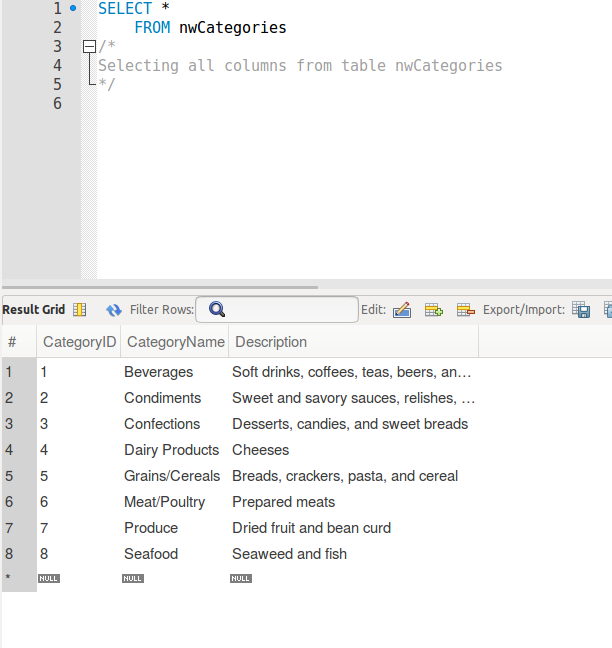 1 SELECT *
2 FROM nwCategories
3 /*
4 Selecting all columns from table nwCategories
5 */
6
Result Grid Filter Rows: Edit: Export/Import:
# CategoryID CategoryName Description
1 1 Beverages Soft drinks, coffees, teas, beers, an…
2 2 Condiments Sweet and savory sauces, relishes, …
3 3 Confections Desserts, candies, and sweet breads
4 4 Dairy Products Cheeses
5 5 Grains/Cereals Breads, crackers, pasta, and cereal
6 6 Meat/Poultry Prepared meats
7 7 Produce Dried fruit and bean curd
8 8 Seafood Seaweed and fish
* NULL NULL NULL